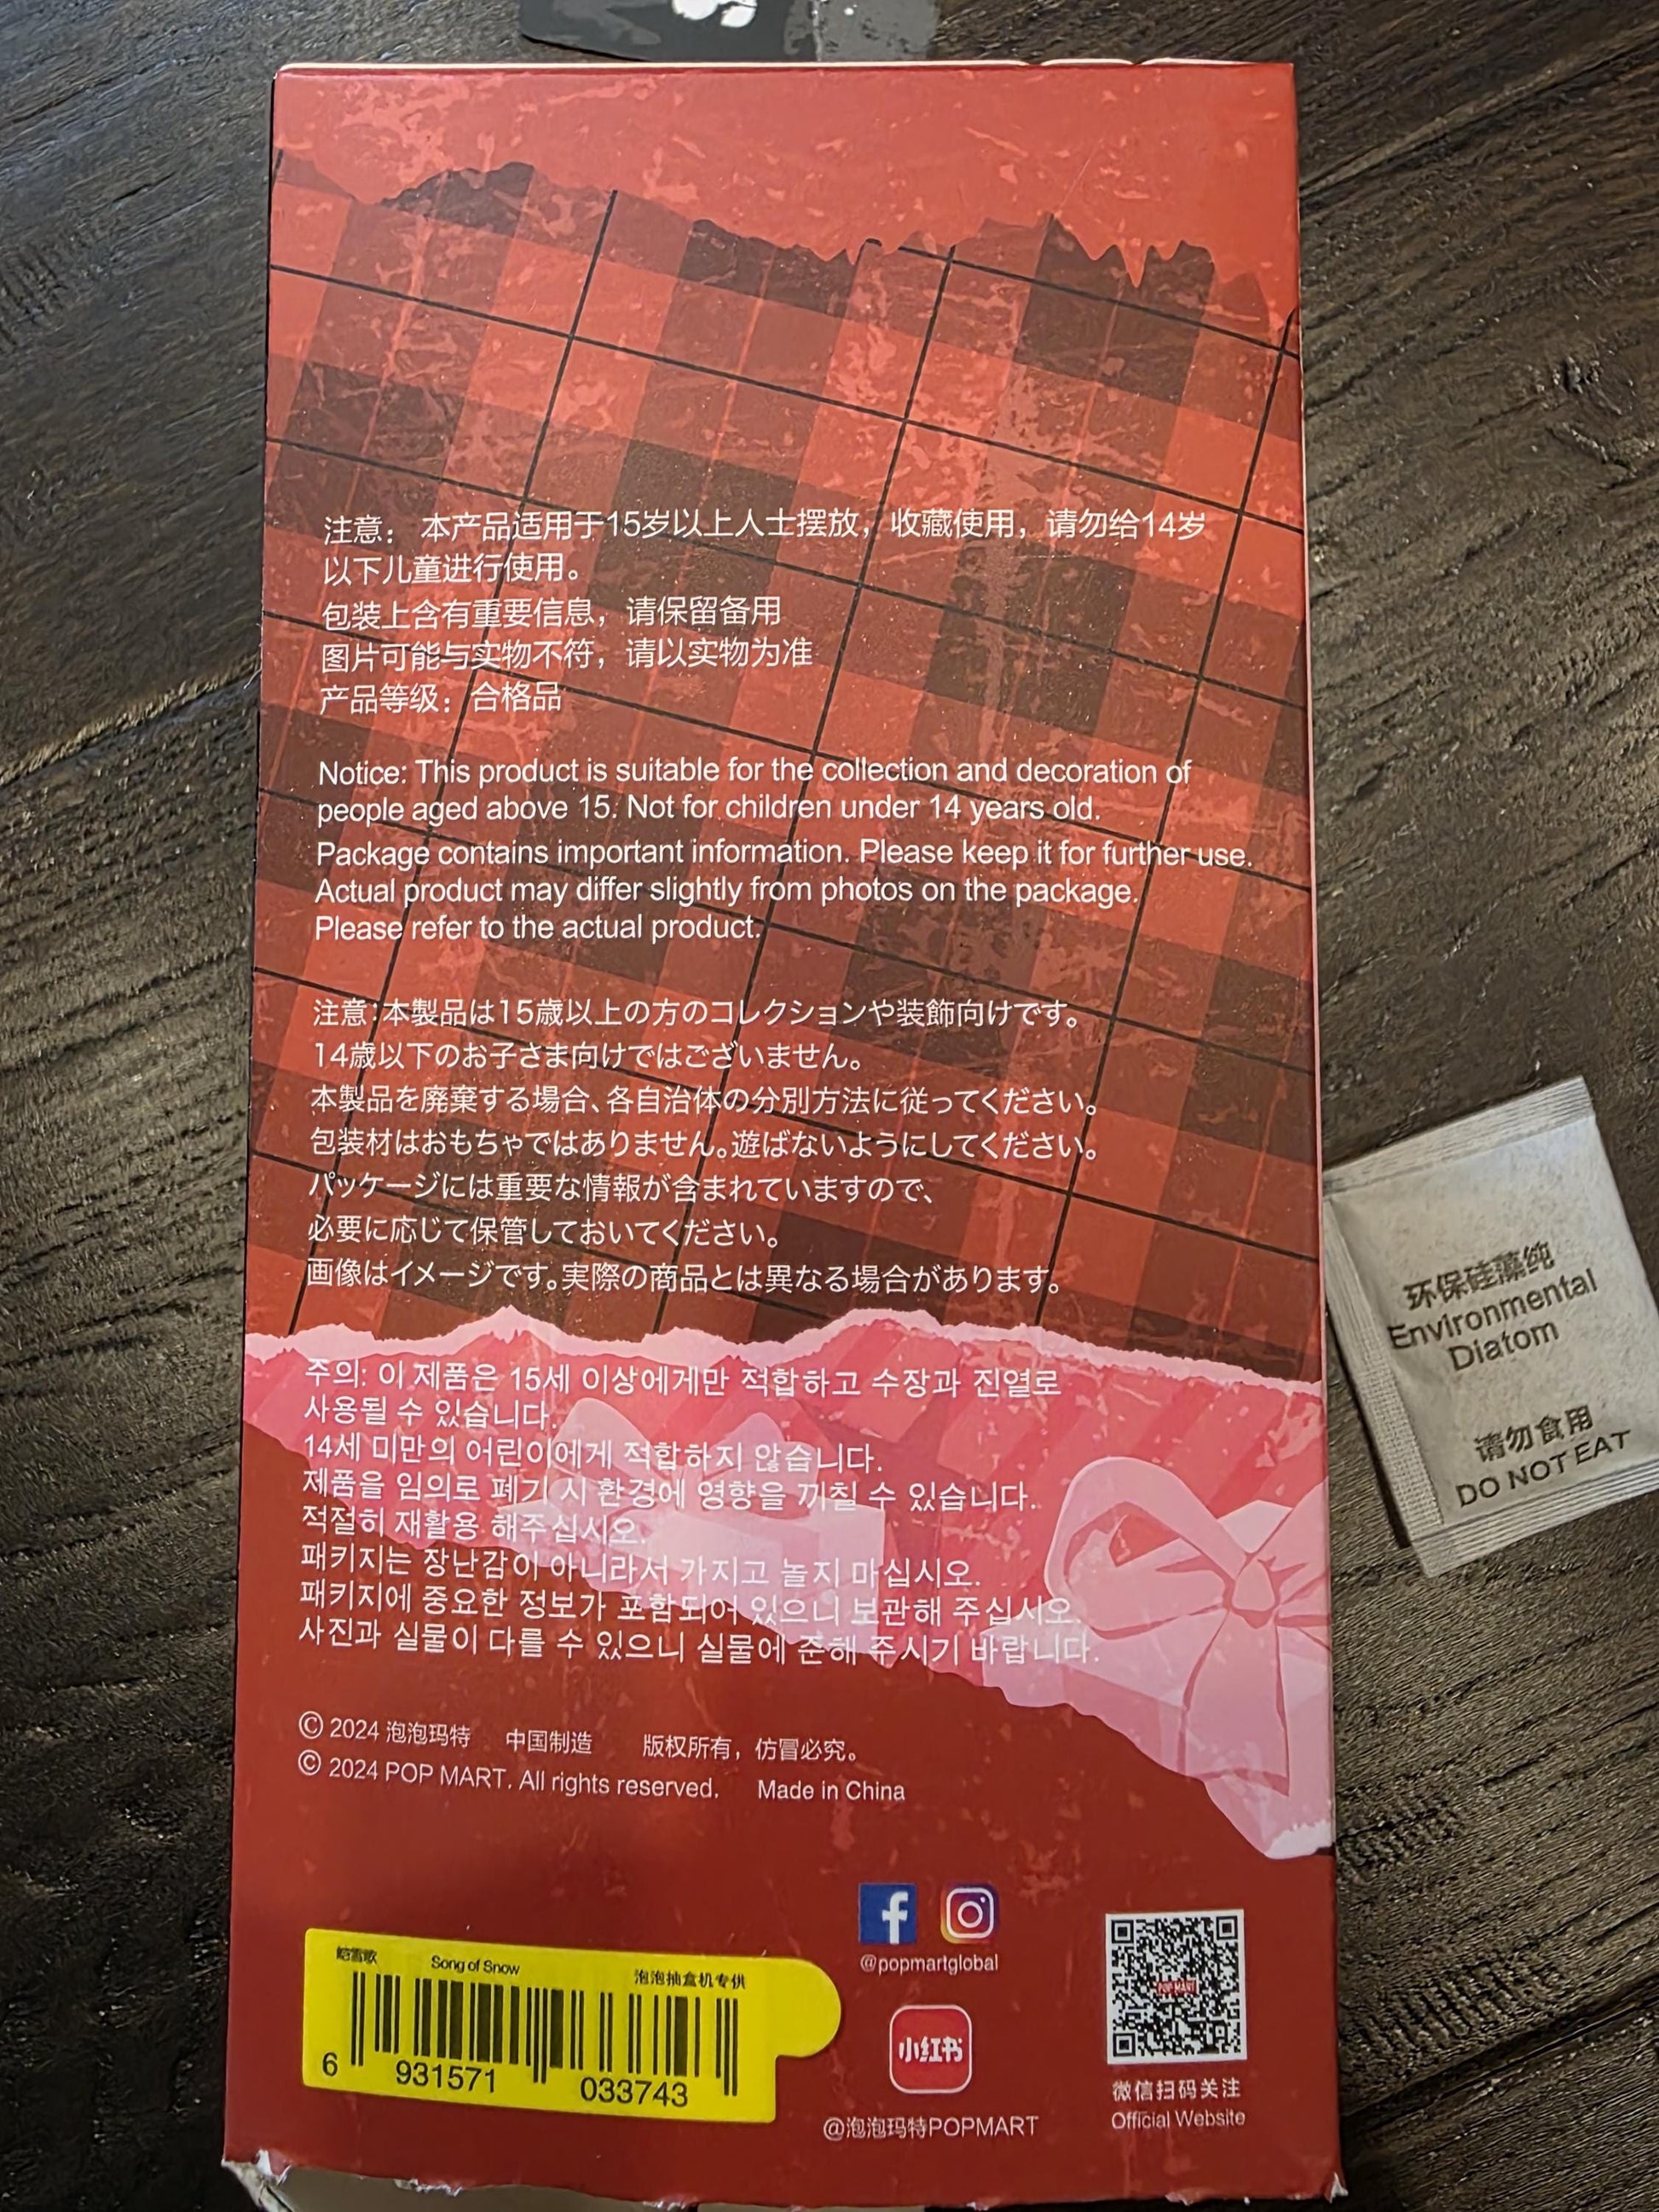 注意： 本产品适用于15岁以上人士摆放，收藏使用，请勿给14岁
以下儿童进行使用。
包装上含有重要信息，请保留备用
图片可能与实物不符，请以实物为准
产品等级：合格品
Notice: This product is suitable for the collection and decoration of
people aged above 15. Not for children under 14 years old.
Package contains important information. Please keep it for further use.
Actual product may differ slightly from photos on the package.
Please refer to the actual product.
注意：本製品は15歳以上の方のコレクションや装飾向けです。
14歳以下のお子さま向けではございません。
本製品を廃棄する場合、各自治体の分別方法に従ってください。
包装材はおもちゃではありません。遊ばないようにしてください。
パッケージには重要な情報が含まれていますので、
必要に応じて保管しておいてください。
画像はイメージです。実際の商品とは異なる場合があります。
주의: 이 제품은 15세 이상에게만 적합하고 수장과 진열로
사용될 수 있습니다.
14세 미만의 어린이에게 적합하지 않습니다.
제품을 임의로 폐기 시 환경에 영향을 끼칠 수 있습니다.
적절히 재활용 해주십시오.
패키지는 장난감이 아니라서 가지고 놀지 마십시오.
패키지에 중요한 정보가 포함되어 있으니 보관해 주십시오.
사진과 실물이 다를 수 있으니 실물에 준해 주시기 바랍니다.
© 2024 泡泡玛特 中国制造 版权所有，仿冒必究。
© 2024 POP MART. All rights reserved. Made in China
@popmartglobal
小红书
@泡泡玛特POPMART
POP MART
微信扫码关注
Official Website
雪歌 Song of Snow 泡泡抽盒机专供
6 931571 033743
环保硅藻纯
Environmental
Diatom
请勿食用
DO NOT EAT